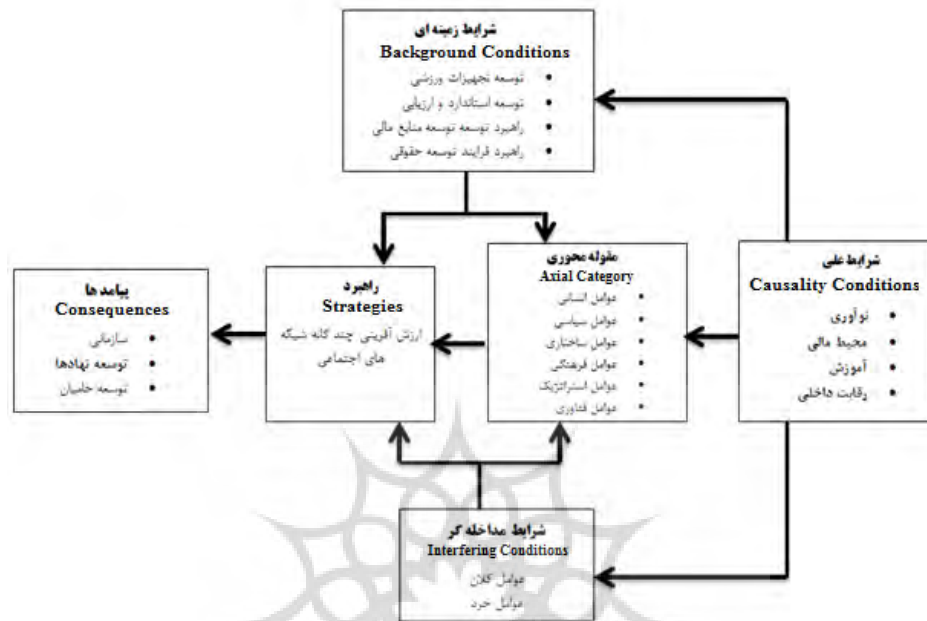 شرایط زمینه ای
Background Conditions
• توسعه تجهیزات ورزشی
• توسعه استاندارد و ارزیابی
• راهبرد توسعه توسعه منابع مالی
• راهبرد فرایند توسعه حقوقی
شرایط علی
Causality Conditions
• نوآوری
• محیط مالی
• آموزش
• رقابت داخلی
مقوله محوری
Axial Category
• عوامل انسانی
• عوامل سیاسی
• عوامل ساختاری
• عوامل فرهنگی
• عوامل استراتژیک
• عوامل فناوری
راهبرد
Strategies
ارزش آفرینی چند گانه شبکه
های اجتماعی
پیامدها
Consequences
• سازمانی
• توسعه نهادها
• توسعه حامیان
شرایط مداخله گر
Interfering Conditions
عوامل کلان
عوامل خرد